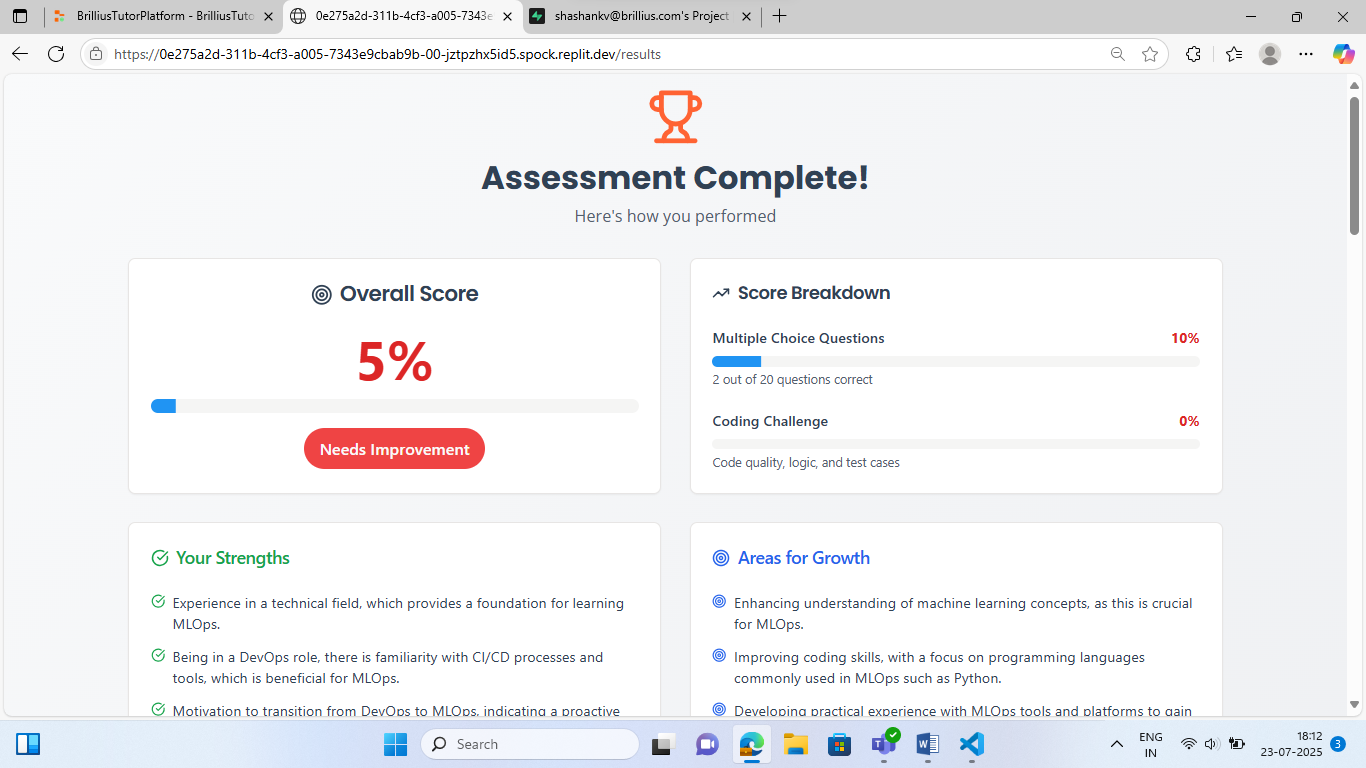 BrilliusTutorPlatform - BrilliusTuto
0e275a2d-311b-4cf3-a005-7343e
shashankv@brillius.com's Project
https://0e275a2d-311b-4cf3-a005-7343e9cbab9b-00-jztpzhx5id5.spock.replit.dev/results
Assessment Complete!
Here's how you performed
Overall Score
5%
Needs Improvement
Score Breakdown
Multiple Choice Questions 10%
2 out of 20 questions correct
Coding Challenge 0%
Code quality, logic, and test cases
Your Strengths
Experience in a technical field, which provides a foundation for learning
MLOps.
Being in a DevOps role, there is familiarity with CI/CD processes and
tools, which is beneficial for MLOps.
Motivation to transition from DevOps to MLOps, indicating a proactive
Areas for Growth
Enhancing understanding of machine learning concepts, as this is crucial
for MLOps.
Improving coding skills, with a focus on programming languages
commonly used in MLOps such as Python.
Developing practical experience with MLOps tools and platforms to gain
Search
ENG
IN
18:12
23-07-2025
3